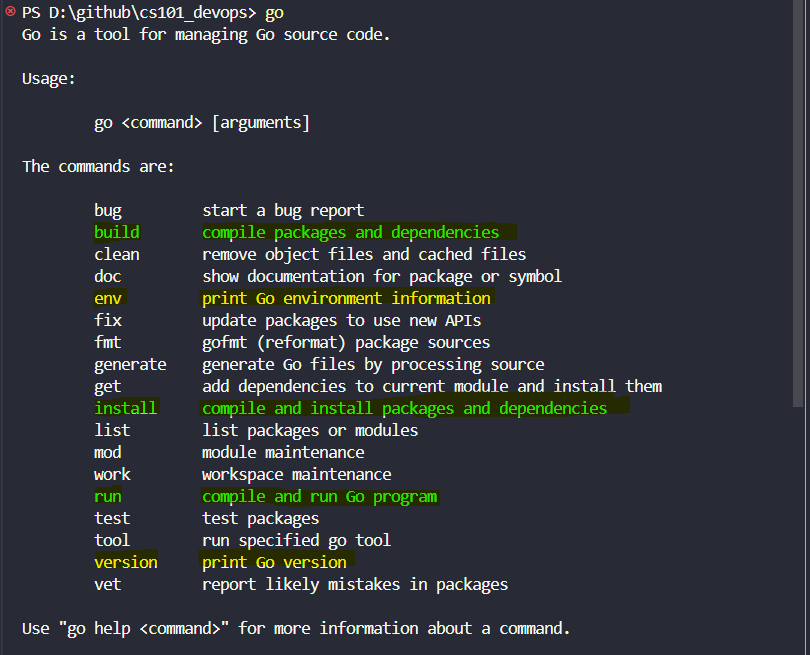 PS D:\github\cs101_devops> go
Go is a tool for managing Go source code.
Usage:
go <command> [arguments]
The commands are:
bug start a bug report
build compile packages and dependencies
clean remove object files and cached files
doc show documentation for package or symbol
env print Go environment information
fix update packages to use new APIs
fmt gofmt (reformat) package sources
generate generate Go files by processing source
get add dependencies to current module and install them
install compile and install packages and dependencies
list list packages or modules
mod module maintenance
work workspace maintenance
run compile and run Go program
test test packages
tool run specified go tool
version print Go version
vet report likely mistakes in packages
Use "go help <command>" for more information about a command.